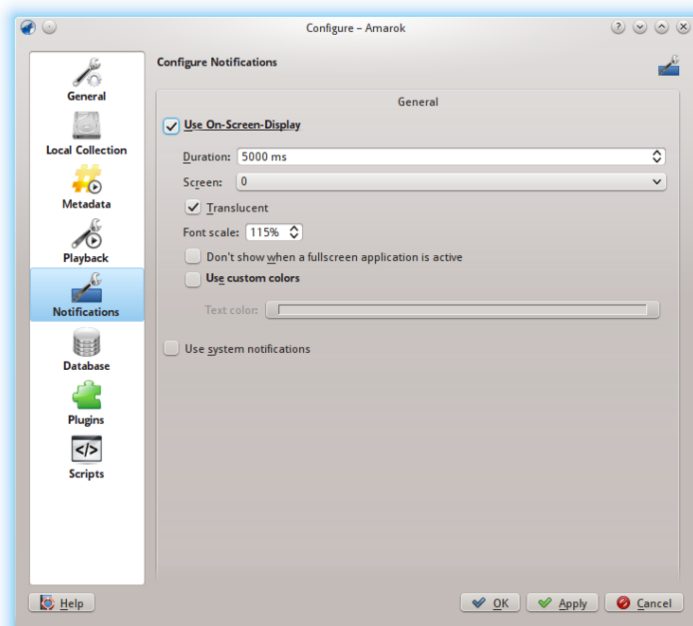 Configure – Amarok
General
Local Collection
Metadata
Playback
Notifications
Database
Plugins
Scripts
Configure Notifications
General
Use On-Screen-Display
Duration: 5000 ms
Screen: 0
Translucent
Font scale: 115%
Don't show when a fullscreen application is active
Use custom colors
Text color:
Use system notifications
Help
OK
Apply
Cancel